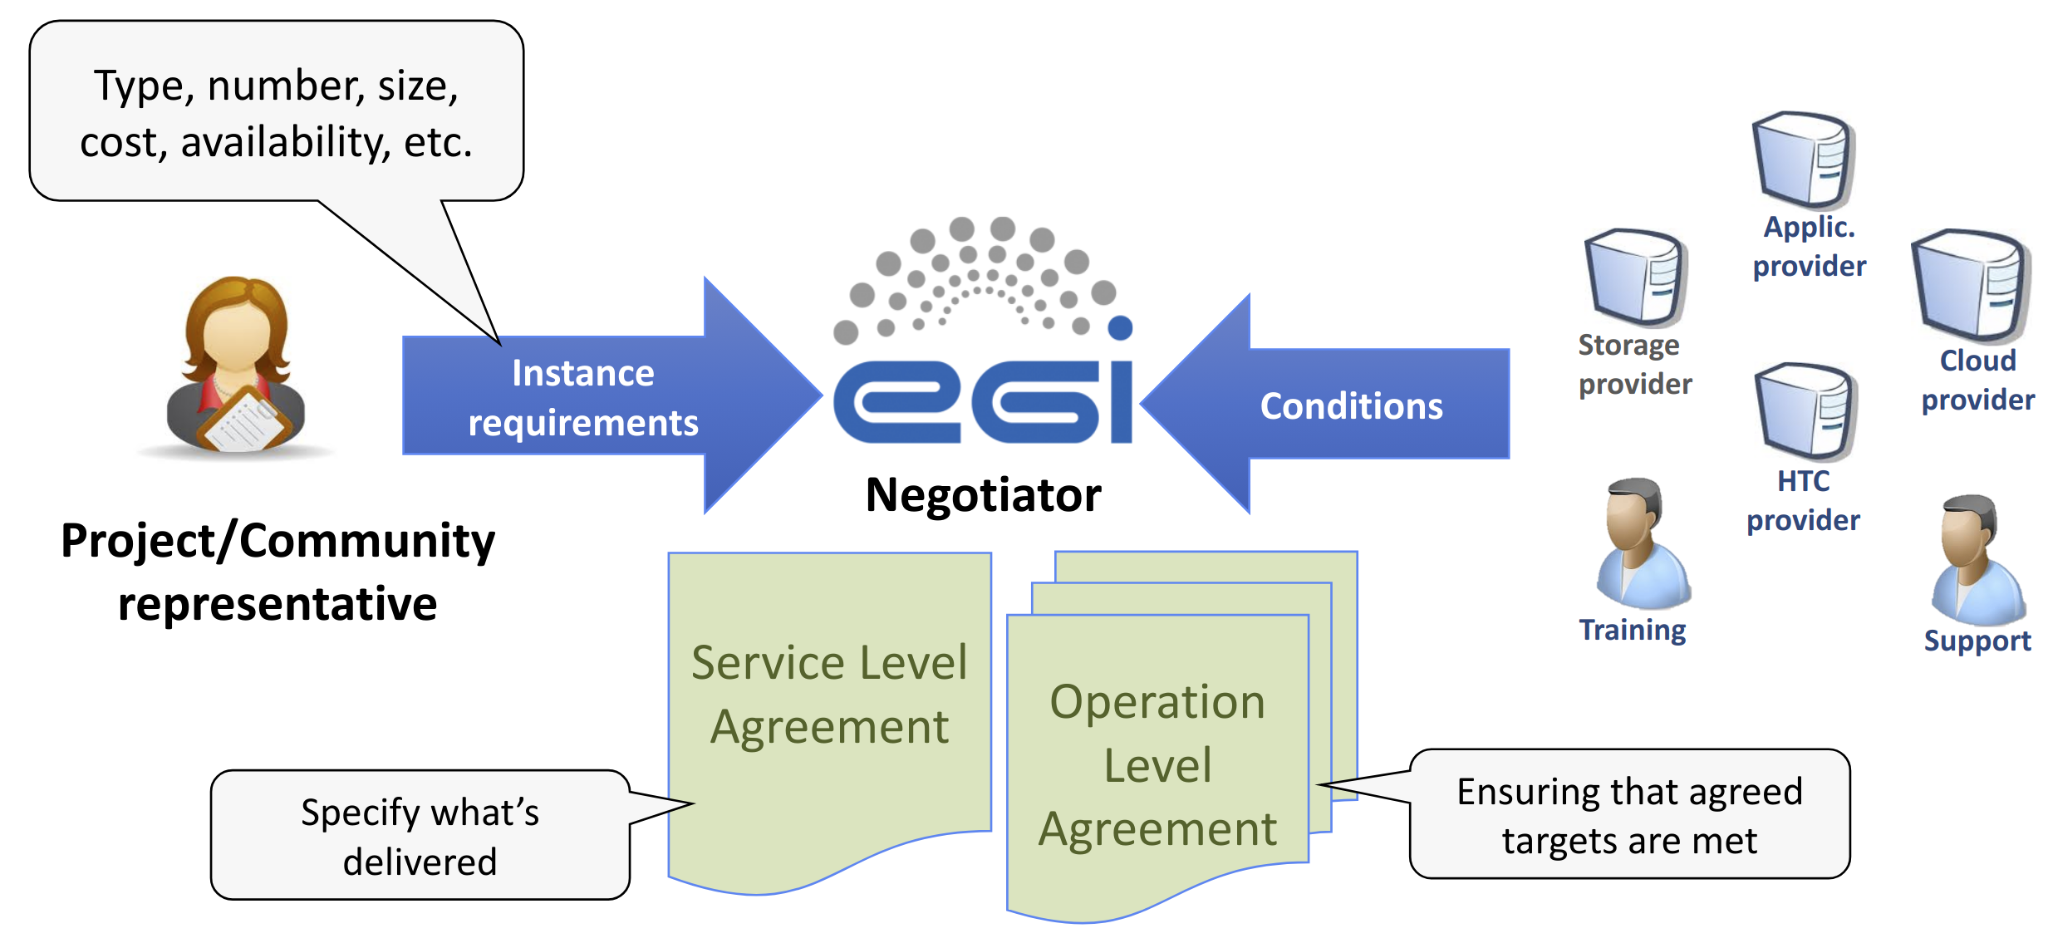 Type, number, size,
cost, availability, etc.
Project/Community
representative
Instance
requirements
egi
Negotiator
Conditions
Applic.
provider
Storage
provider
Cloud
provider
HTC
provider
Training
Support
Service Level
Agreement
Operation
Level
Agreement
Specify what’s
delivered
Ensuring that agreed
targets are met